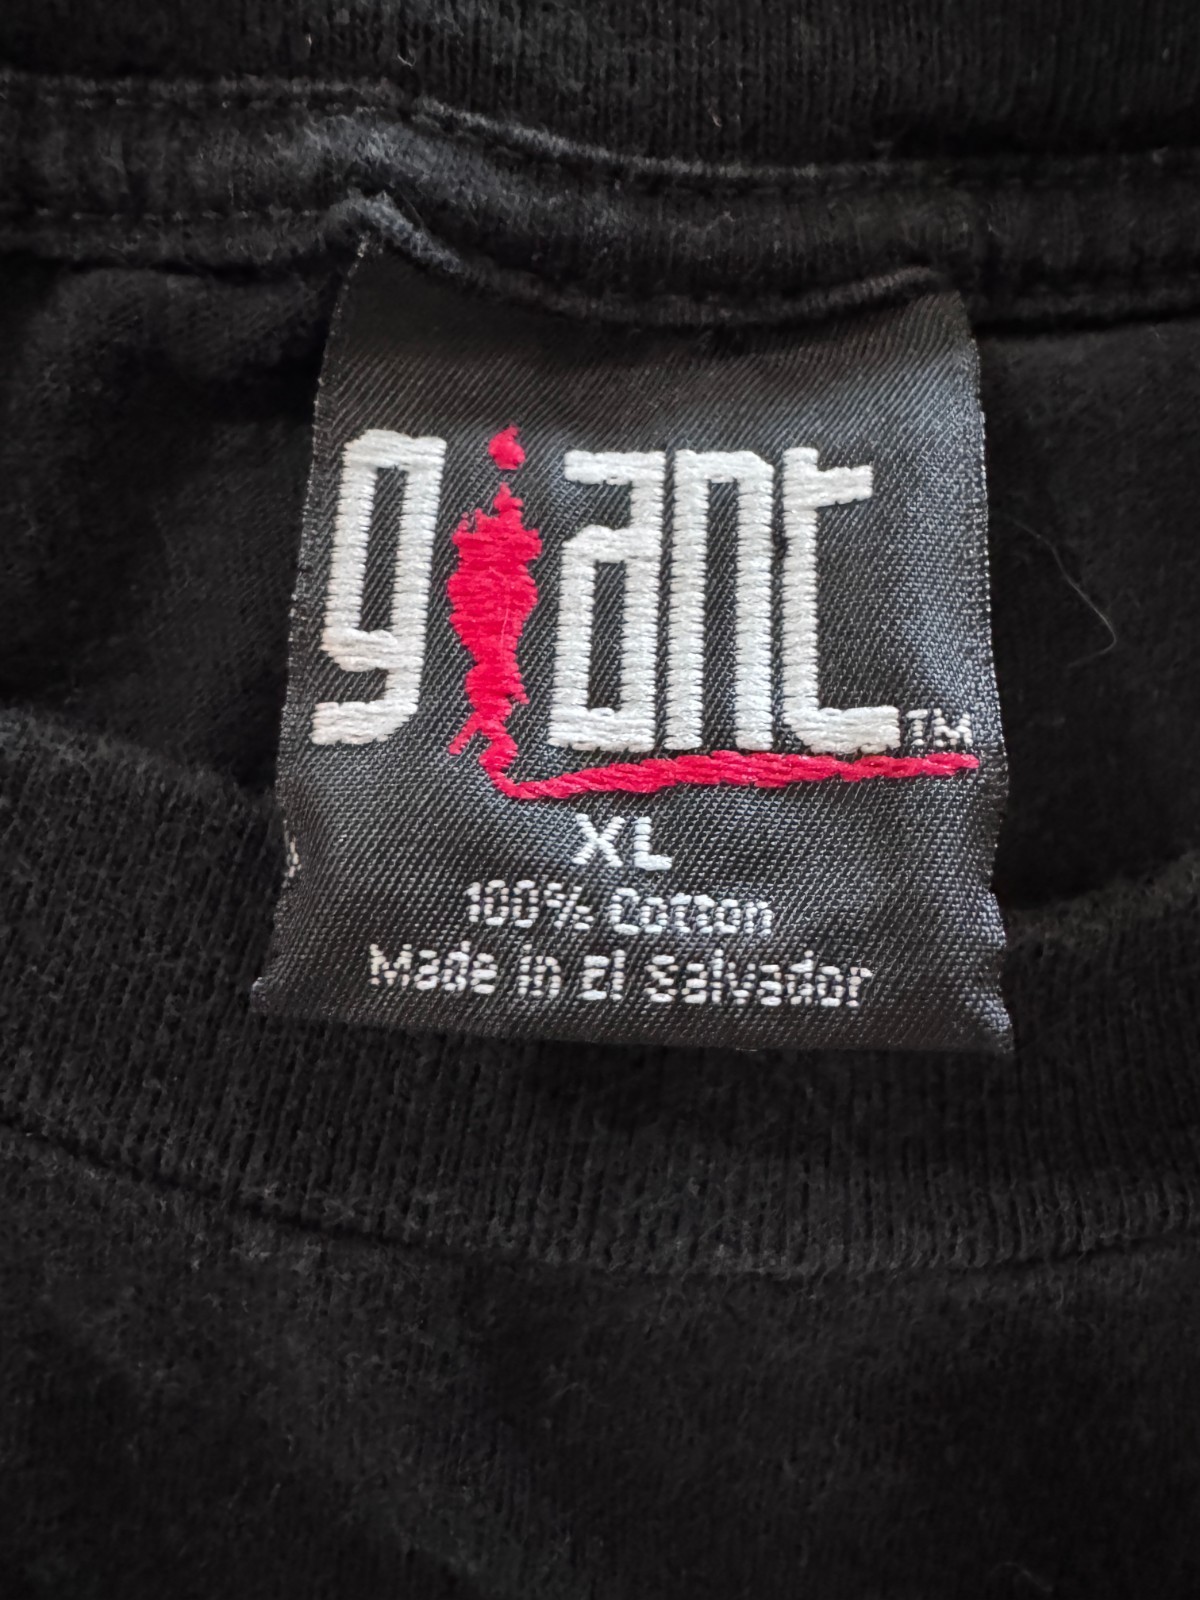 giant™
XL
100% Cotton
Made in El Salvador